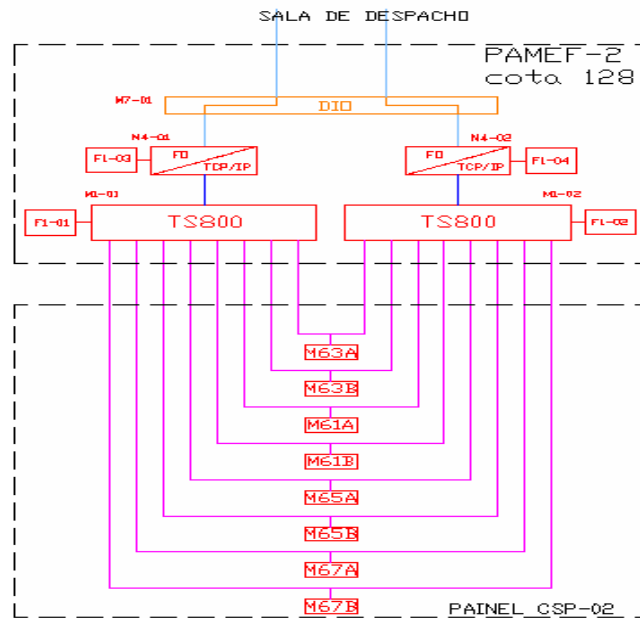 SALA DE DESPACHO
PAMEF-2
cota 128
W7-01
DIO
N4-01
N4-02
F1-03
FO
TCP/IP
FO
TCP/IP
F1-04
M1-01
M1-02
F1-01
TS800
TS800
F1-02
M63A
M63B
M61A
M61B
M65A
M65B
M67A
M67B
PAINEL CSP-02